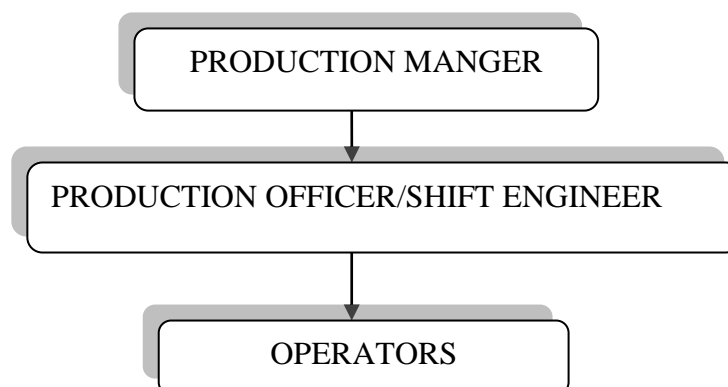 PRODUCTION MANGER
PRODUCTION OFFICER/SHIFT ENGINEER
OPERATORS